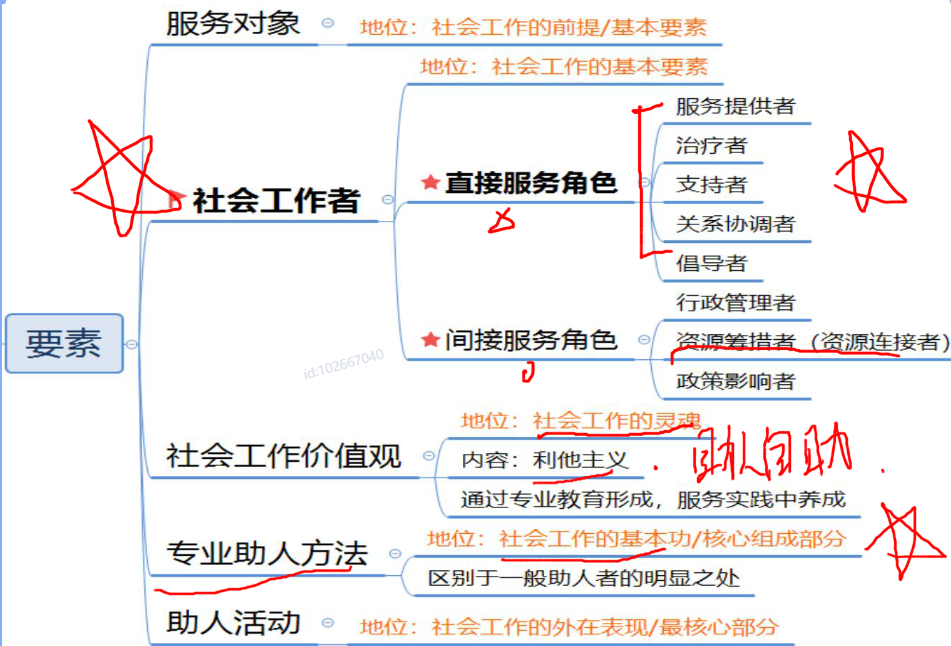 服务对象
地位：社会工作的前提/基本要素
地位：社会工作的基本要素
服务提供者
治疗者
直接服务角色
支持者
社会工作者
关系协调者
倡导者
行政管理者
要素
间接服务角色
资源筹措者（资源连接者）
id:102667040
政策影响者
地位：社会工作的灵魂
社会工作价值观
内容：利他主义
助人自助
通过专业教育形成，服务实践中养成
地位：社会工作的基本功/核心组成部分
专业助人方法
区别于一般助人者的明显之处
助人活动
地位：社会工作的外在表现/最核心部分